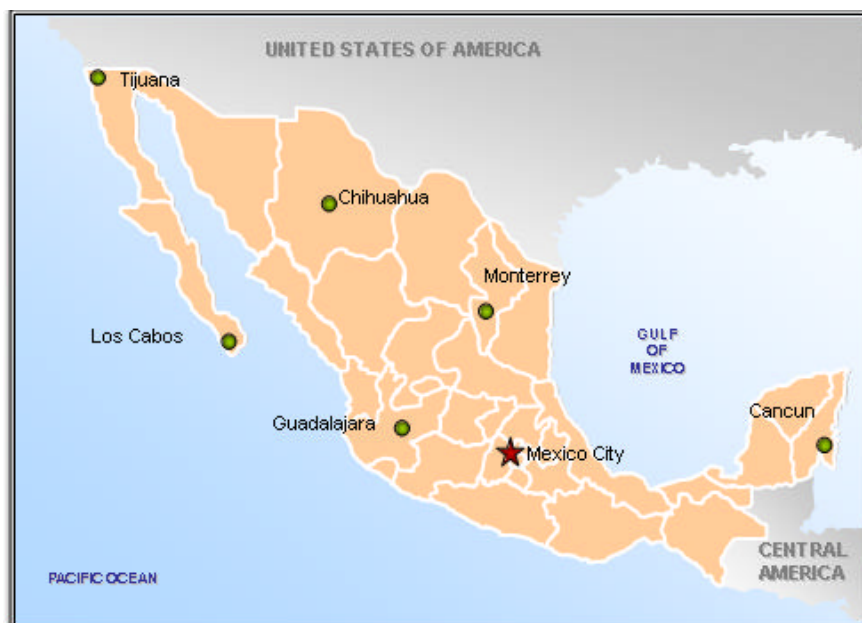 UNITED STATES OF AMERICA
Tijuana
Chihuahua
Monterrey
Los Cabos
GULF
OF
MEXICO
Cancun
Guadalajara
Mexico City
CENTRAL
AMERICA
PACIFIC OCEAN